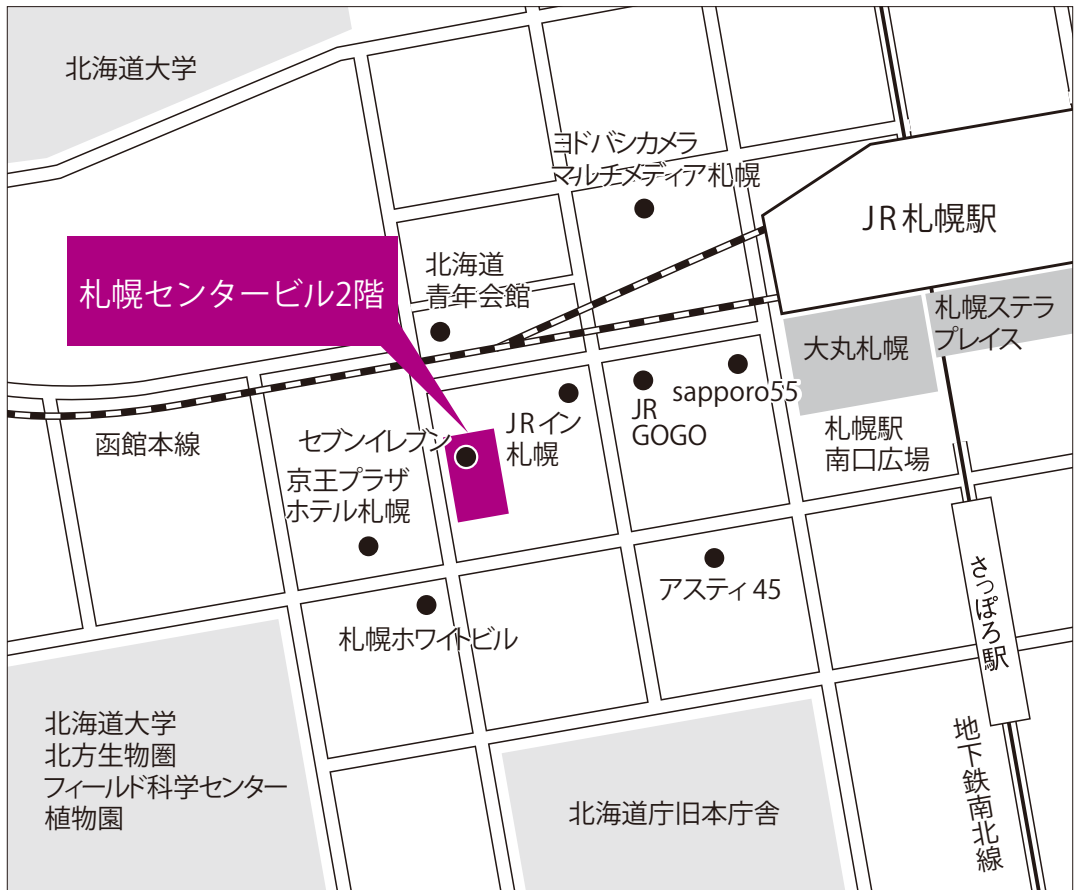 北海道大学
ヨドバシカメラ
マルチメディア札幌
JR札幌駅
札幌センタービル2階
北海道
青年会館
札幌ステラ
プレイス
大丸札幌
sapporo55
JR
GOGO
JRイン
札幌
札幌駅
南口広場
函館本線
セブンイレブン
京王プラザ
ホテル札幌
アスティ45
さっぽろ駅
札幌ホワイトビル
北海道大学
北方生物圏
フィールド科学センター
植物園
北海道庁旧本庁舎
地下鉄南北線